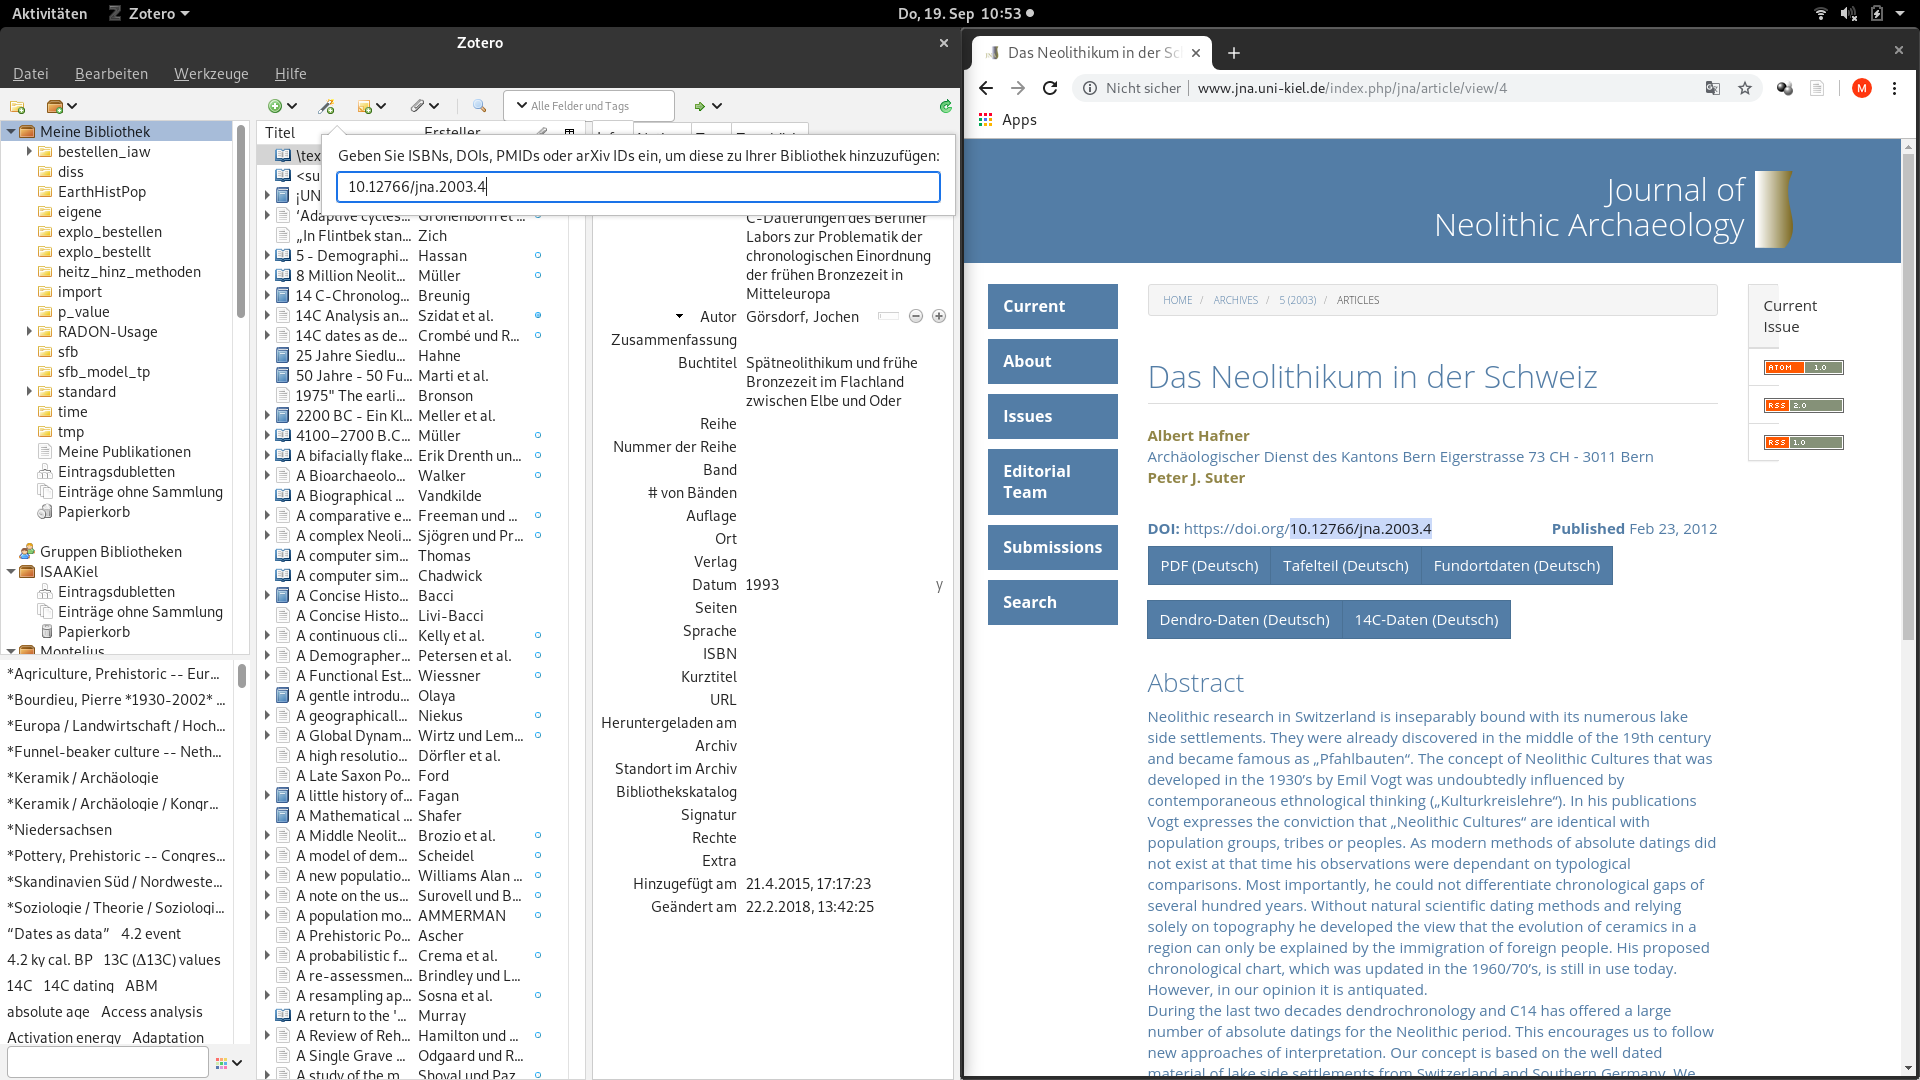 Aktivitäten
Zotero
Do, 19. Sep 10:53
Zotero
Datei Bearbeiten Werkzeuge Hilfe
Alle Felder und Tags
Meine Bibliothek
bestellen_iaw
diss
EarthHistPop
eigene
explo_bestellen
explo_bestellt
heitz_hinz_methoden
import
p_value
RADON-Usage
sfb
sfb_model_tp
standard
time
tmp
Meine Publikationen
Eintragsdubletten
Einträge ohne Sammlung
Papierkorb
Gruppen Bibliotheken
ISAAKiel
Eintragsdubletten
Einträge ohne Sammlung
Papierkorb
Montelius
*Agriculture, Prehistoric -- Eur...
*Bourdieu, Pierre *1930-2002* ...
*Europa / Landwirtschaft / Hoch...
*Funnel-beaker culture -- Neth...
*Keramik / Archäologie
*Keramik / Archäologie / Kongr...
*Niedersachsen
*Pottery, Prehistoric -- Congres...
*Skandinavien Süd / Nordweste...
*Soziologie / Theorie / Soziologi...
“Dates as data” 4.2 event
4.2 ky cal. BP 13C (Δ13C) values
14C 14C dating ABM
absolute age Access analysis
Activation energy Adaptation
Titel Ersteller
Geben Sie ISBNs, DOIs, PMIDs oder arXiv IDs ein, um diese zu Ihrer Bibliothek hinzuzufügen:
10.12766/jna.2003.4
\tex
<su
¡UN
‘Adaptive cycles... Gronenborn et ...
„In Flintbek stan... Zich
5 - Demographi... Hassan
8 Million Neolit... Müller
14 C-Chronolog... Breunig
14C Analysis an... Szidat et al.
14C dates as de... Crombé und R...
25 Jahre Siedlu... Hahne
50 Jahre - 50 Fu... Marti et al.
1975" The earli... Bronson
2200 BC - Ein Kl... Meller et al.
4100–2700 B.C... Müller
A bifacially flake... Erik Drenth un...
A Bioarchaeolo... Walker
A Biographical ... Vandkilde
A comparative e... Freeman und ...
A complex Neoli... Sjögren und Pr...
A computer sim... Thomas
A computer sim... Chadwick
A Concise Histo... Bacci
A Concise Histo... Livi-Bacci
A continuous cli... Kelly et al.
A Demographer... Petersen et al.
A Functional Est... Wiessner
A gentle introdu... Olaya
A geographicall... Niekus
A Global Dynam... Wirtz und Lem...
A high resolutio... Dörfler et al.
A Late Saxon Po... Ford
A little history of... Fagan
A Mathematical ... Shafer
A Middle Neolit... Brozio et al.
A model of dem... Scheidel
A new populatio... Williams Alan ...
A note on the us... Surovell und B...
A population mo... AMMERMAN
A Prehistoric Po... Ascher
A probabilistic f... Crema et al.
A re-assessmen... Brindley und L...
A resampling ap... Sosna et al.
A return to the '... Murray
A Review of Reh... Hamilton und ...
A Single Grave ... Odgaard und R...
A study of the m... Shoval und Paz
C-Datierungen des Berliner
Labors zur Problematik der
chronologischen Einordnung
der frühen Bronzezeit in
Mitteleuropa
Autor Görsdorf, Jochen
Zusammenfassung
Buchtitel Spätneolithikum und frühe
Bronzezeit im Flachland
zwischen Elbe und Oder
Reihe
Nummer der Reihe
Band
# von Bänden
Auflage
Ort
Verlag
Datum 1993 y
Seiten
Sprache
ISBN
Kurztitel
URL
Heruntergeladen am
Archiv
Standort im Archiv
Bibliothekskatalog
Signatur
Rechte
Extra
Hinzugefügt am 21.4.2015, 17:17:23
Geändert am 22.2.2018, 13:42:25
Das Neolithikum in der Sc
Nicht sicher www.jna.uni-kiel.de/index.php/jna/article/view/4
M
Apps
Journal of
Neolithic Archaeology
Current
About
Issues
Editorial
Team
Submissions
Search
HOME / ARCHIVES / 5 (2003) / ARTICLES
Das Neolithikum in der Schweiz
Albert Hafner
Archäologischer Dienst des Kantons Bern Eigerstrasse 73 CH - 3011 Bern
Peter J. Suter
DOI: https://doi.org/10.12766/jna.2003.4 Published Feb 23, 2012
PDF (Deutsch) Tafelteil (Deutsch) Fundortdaten (Deutsch)
Dendro-Daten (Deutsch) 14C-Daten (Deutsch)
Abstract
Neolithic research in Switzerland is inseparably bound with its numerous lake
side settlements. They were already discovered in the middle of the 19th century
and became famous as „Pfahlbauten“. The concept of Neolithic Cultures that was
developed in the 1930’s by Emil Vogt was undoubtedly influenced by
contemporaneous ethnological thinking („Kulturkreislehre“). In his publications
Vogt expresses the conviction that „Neolithic Cultures“ are identical with
population groups, tribes or peoples. As modern methods of absolute datings did
not exist at that time his observations were dependant on typological
comparisons. Most importantly, he could not differentiate chronological gaps of
several hundred years. Without natural scientific dating methods and relying
solely on topography he developed the view that the evolution of ceramics in a
region can only be explained by the immigration of foreign people. His proposed
chronological chart, which was updated in the 1960/70’s, is still in use today.
However, in our opinion it is antiquated.
During the last two decades dendrochronology and C14 has offered a large
number of absolute datings for the Neolithic period. This encourages us to follow
new approaches of interpretation. Our concept is based on the well dated
material of lake side settlements from Switzerland and Southern Germany. We
Current
Issue
ATOM 1.0
RSS 2.0
RSS 1.0